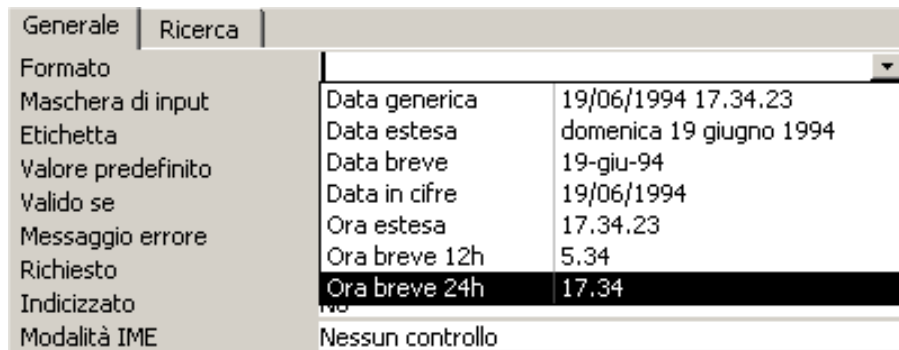 Generale Ricerca
Formato
Maschera di input Data generica 19/06/1994 17.34.23
Etichetta Data estesa domenica 19 giugno 1994
Valore predefinito Data breve 19-giu-94
Valido se Data in cifre 19/06/1994
Messaggio errore Ora estesa 17.34.23
Richiesto Ora breve 12h 5.34
Indicizzato Ora breve 24h 17.34
No
Modalità IME Nessun controllo